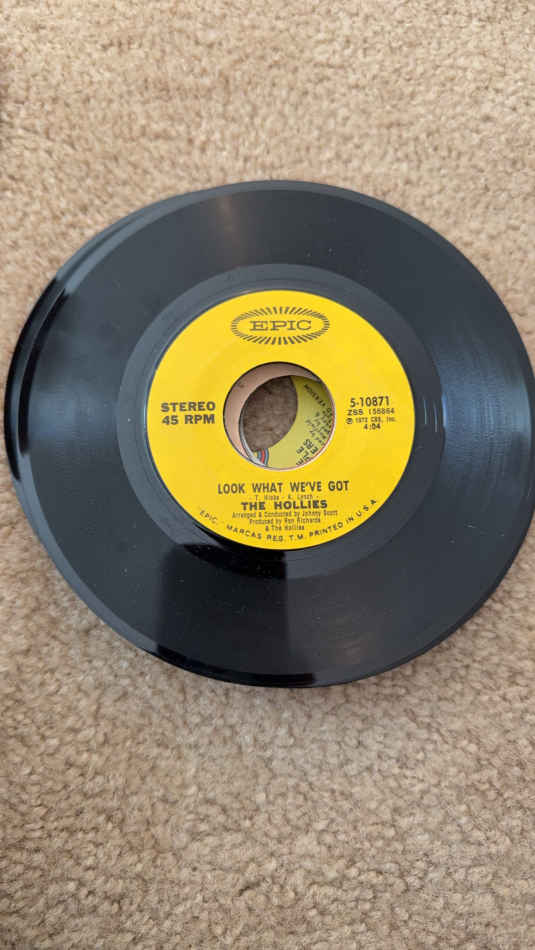 EPIC
STEREO
45 RPM
5-10871
ZSS 156864
℗ 1972 CBS, Inc.
4:04
LOOK WHAT WE'VE GOT
T. Hicks - K. Lynch -
THE HOLLIES
Arranged & Conducted by Johnny Scott
Produced by Ron Richards
& The Hollies
"EPIC", MARCAS REG. T.M. PRINTED IN U.S.A.